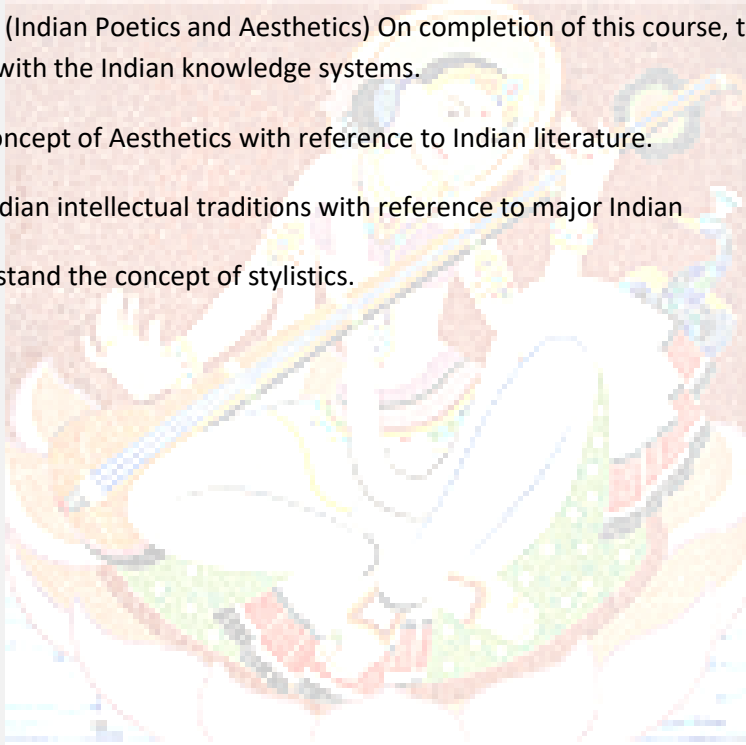 (Indian Poetics and Aesthetics) On completion of this course, t
with the Indian knowledge systems.
oncept of Aesthetics with reference to Indian literature.
dian intellectual traditions with reference to major Indian
stand the concept of stylistics.